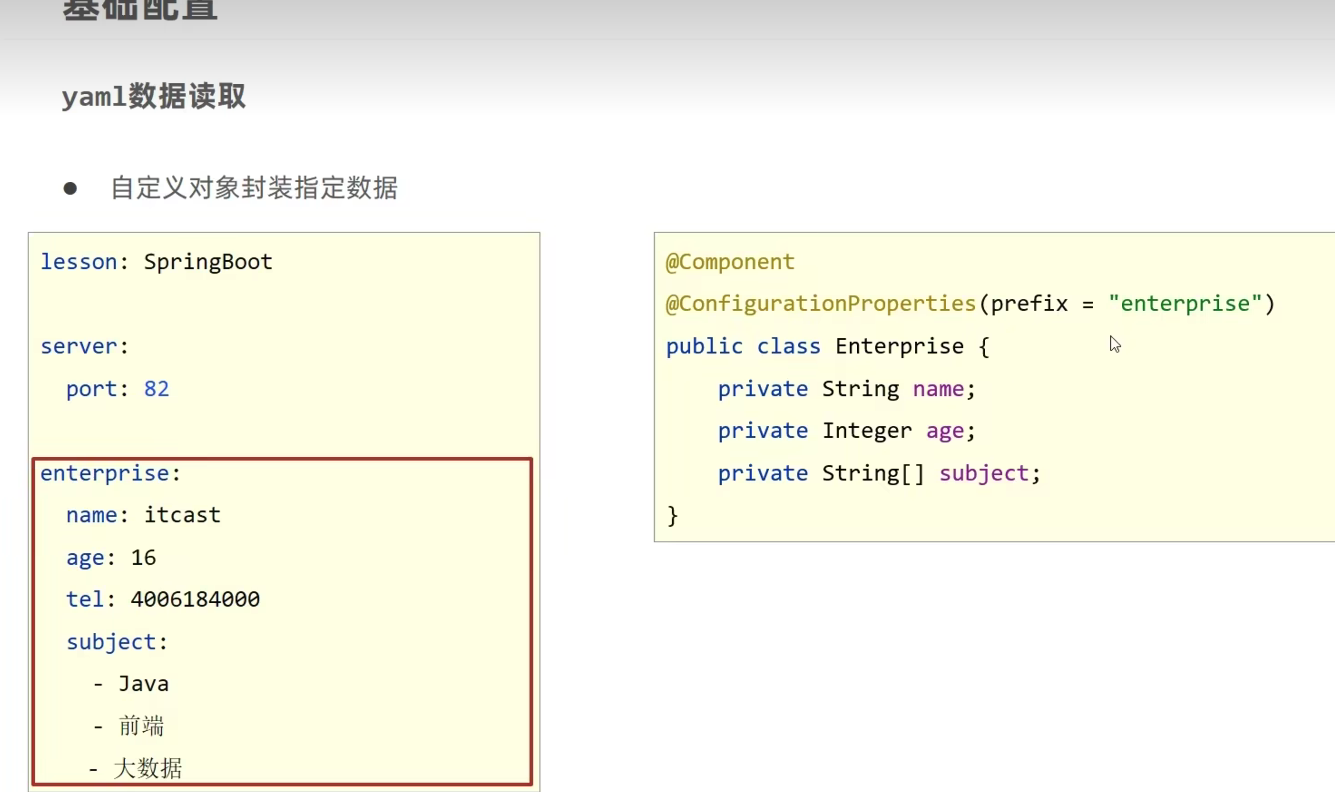 基础配置
yaml数据读取
● 自定义对象封装指定数据
lesson: SpringBoot
server:
  port: 82
enterprise:
  name: itcast
  age: 16
  tel: 4006184000
  subject:
    - Java
    - 前端
    - 大数据
@Component
@ConfigurationProperties(prefix = "enterprise")
public class Enterprise {
    private String name;
    private Integer age;
    private String[] subject;
}